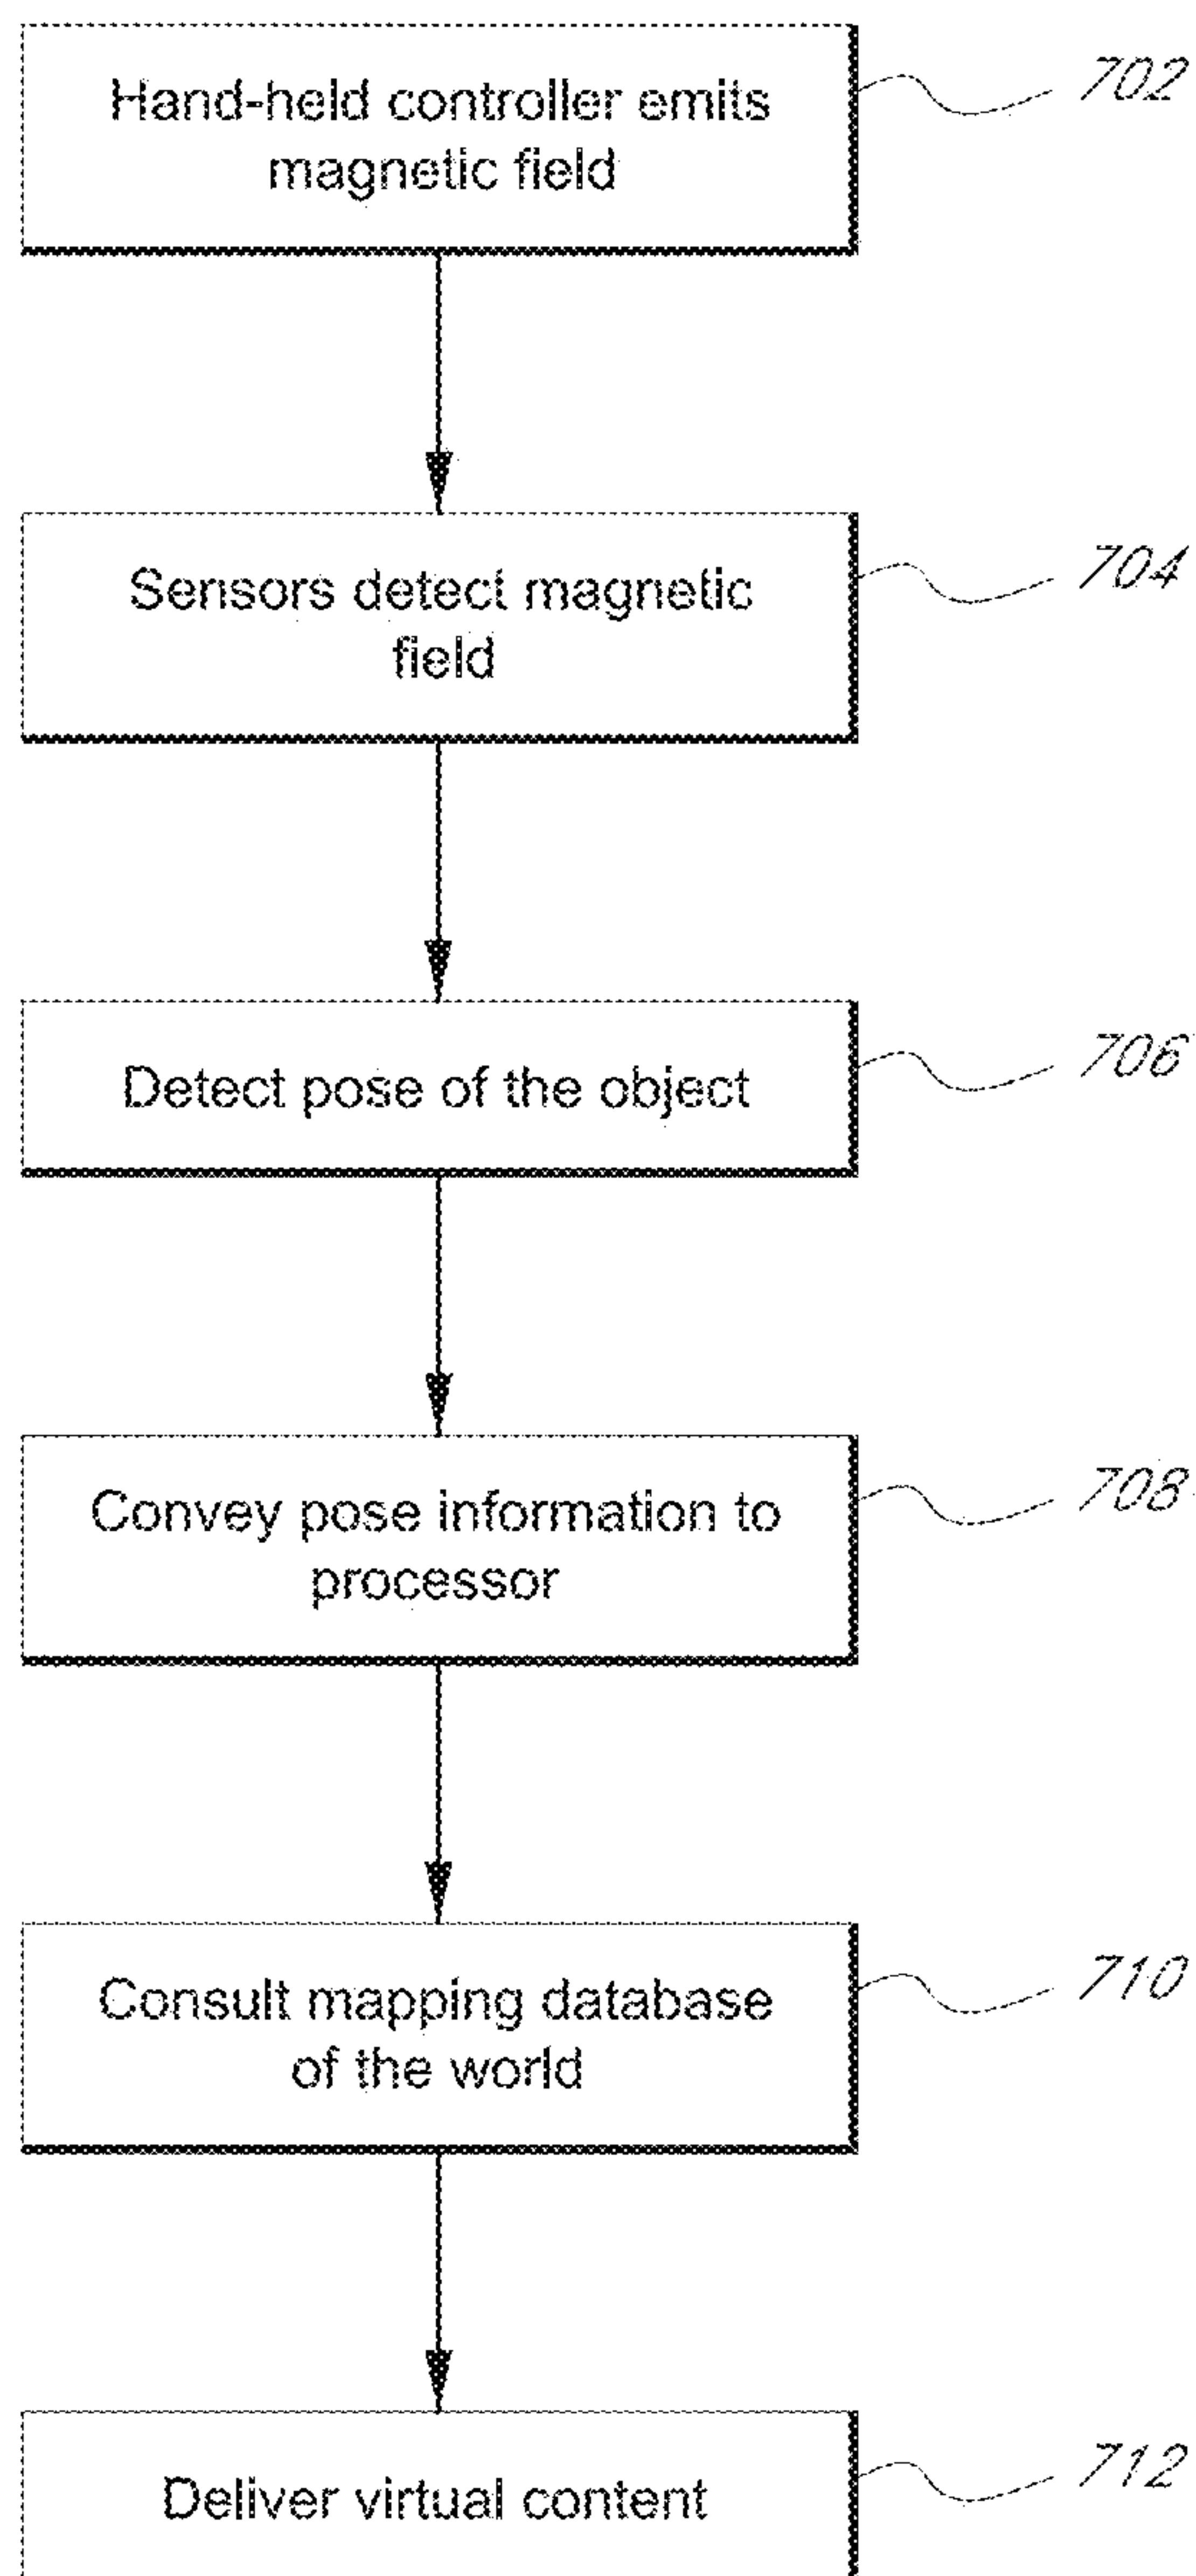 Hand-held controller emits
magnetic field
702
Sensors detect magnetic
field
704
Detect pose of the object
706
Convey pose information to
processor
708
Consult mapping database
of the world
710
Deliver virtual content
712